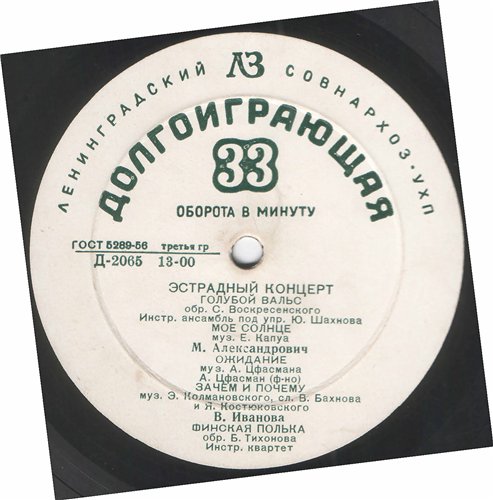 ЛЕНИНГРАДСКИЙ ЛЗ СОВНАРХОЗ·УХП
ДОЛГОИГРАЮЩАЯ
33
ОБОРОТА В МИНУТУ
ГОСТ 5289-56 третья гр
Д-2065 13-00
ЭСТРАДНЫЙ КОНЦЕРТ
ГОЛУБОЙ ВАЛЬС
обр. С. Воскресенского
Инстр. ансамбль под упр. Ю. Шахнова
МОЕ СОЛНЦЕ
муз. Е. Капуа
М. Александрович
ОЖИДАНИЕ
муз. А. Цфасмана
А. Цфасман (ф-но)
ЗАЧЕМ И ПОЧЕМУ
муз. Э. Колмановского, сл. В. Бахнова
и Я. Костюковского
В. Иванова
ФИНСКАЯ ПОЛЬКА
обр. Б. Тихонова
Инстр. квартет